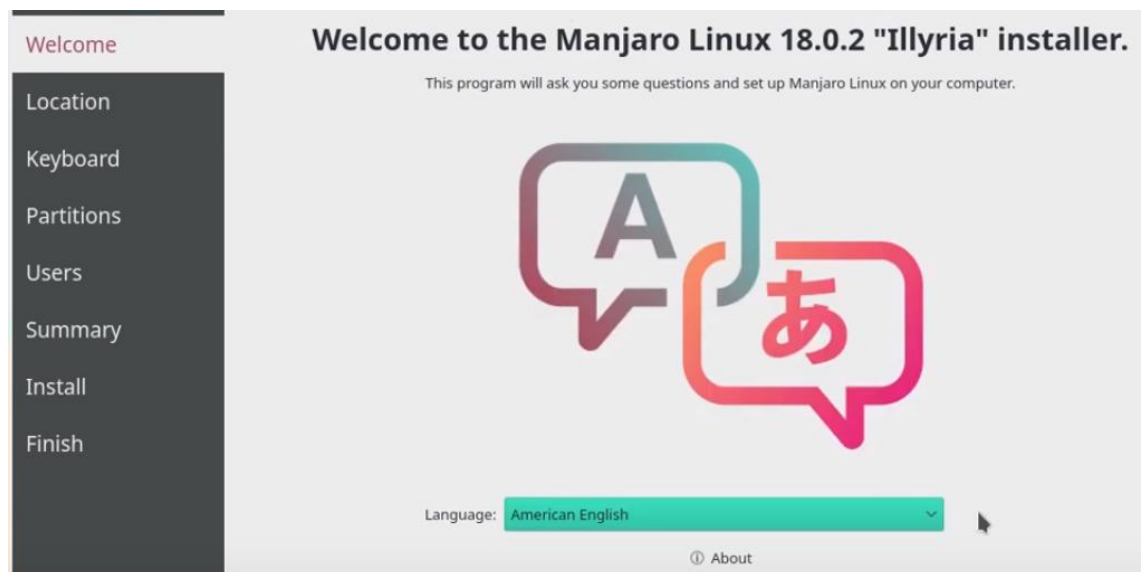 Welcome
Location
Keyboard
Partitions
Users
Summary
Install
Finish
Welcome to the Manjaro Linux 18.0.2 "Illyria" installer.
This program will ask you some questions and set up Manjaro Linux on your computer.
A
あ
Language: American English
About